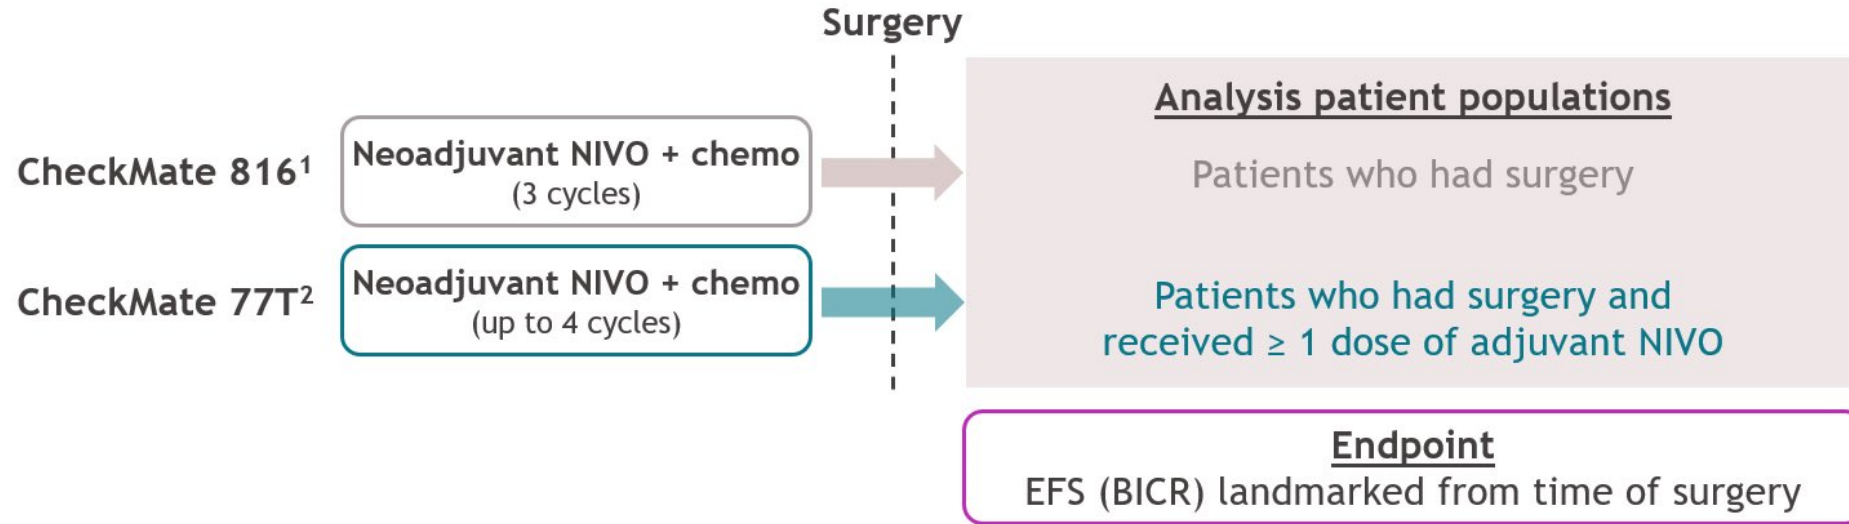 Surgery
Analysis patient populations
CheckMate 816¹
Neoadjuvant NIVO + chemo
(3 cycles)
Patients who had surgery
CheckMate 77T²
Neoadjuvant NIVO + chemo
(up to 4 cycles)
Patients who had surgery and
received ≥ 1 dose of adjuvant NIVO
Endpoint
EFS (BICR) landmarked from time of surgery